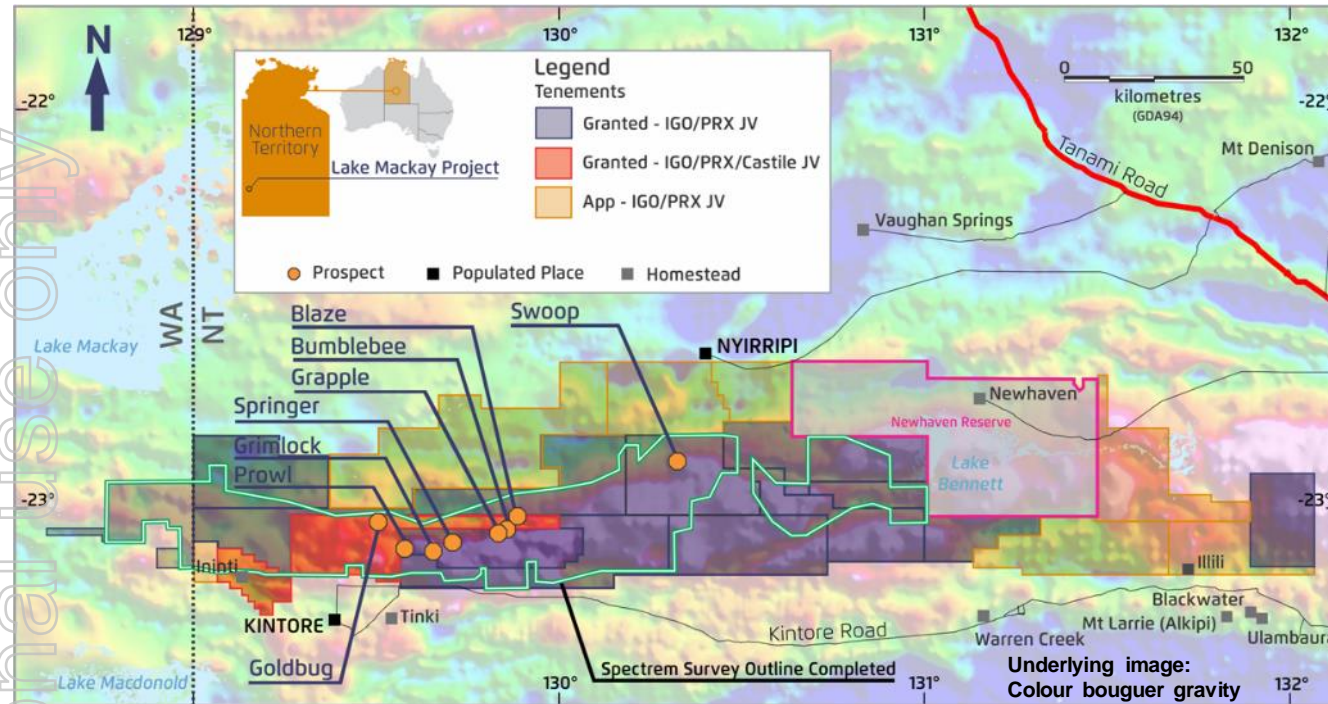 129°
130°
131°
132°
N
-22°
-22°
Legend
Tenements
Granted - IGO/PRX JV
Granted - IGO/PRX/Castile JV
App - IGO/PRX JV
Northern
Territory
Lake Mackay Project
Prospect
Populated Place
Homestead
0
50
kilometres
(GDA94)
Tanami Road
Mt Denison
Vaughan Springs
WA
NT
Lake Mackay
Blaze
Bumblebee
Grapple
Springer
Grimlock
Prowl
Swoop
NYIRRIPI
Newhaven
Newhaven Reserve
Lake
Bennett
-23°
-23°
Ininti
KINTORE
Tinki
Goldbug
Lake Macdonold
Kintore Road
Spectrem Survey Outline Completed
Illili
Blackwater
Mt Larrie (Alkipi)
Ulambaura
Warren Creek
Underlying image:
Colour bouguer gravity
130°
131°
132°
nal use only